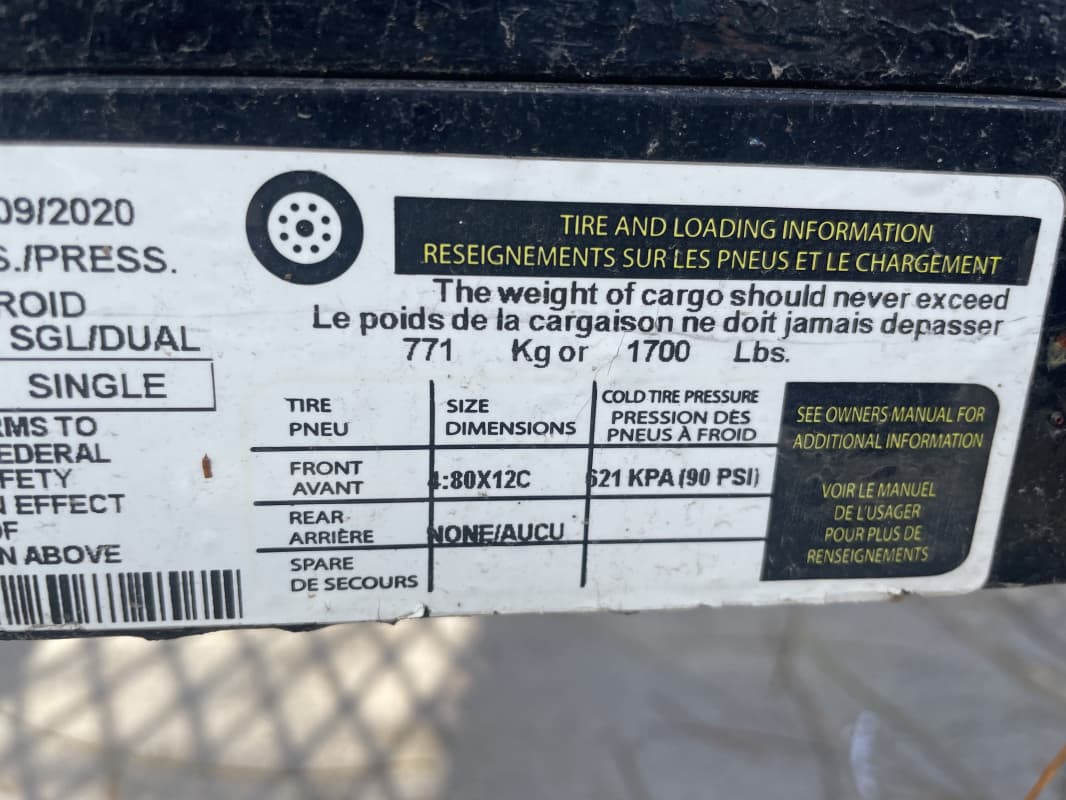 09/2020
S./PRESS.
ROID
SGL/DUAL
SINGLE
RMS TO
EDERAL
FETY
N EFFECT
OF
N ABOVE
TIRE AND LOADING INFORMATION
RESEIGNEMENTS SUR LES PNEUS ET LE CHARGEMENT
The weight of cargo should never exceed
Le poids de la cargaison ne doit jamais depasser
771 Kg or 1700 Lbs.
TIRE
PNEU
SIZE
DIMENSIONS
COLD TIRE PRESSURE
PRESSION DES
PNEUS À FROID
FRONT
AVANT
4:80X12C
621 KPA (90 PSI)
REAR
ARRIÈRE
NONE/AUCU
SPARE
DE SECOURS
SEE OWNERS MANUAL FOR
ADDITIONAL INFORMATION
VOIR LE MANUEL
DE L'USAGER
POUR PLUS DE
RENSEIGNEMENTS